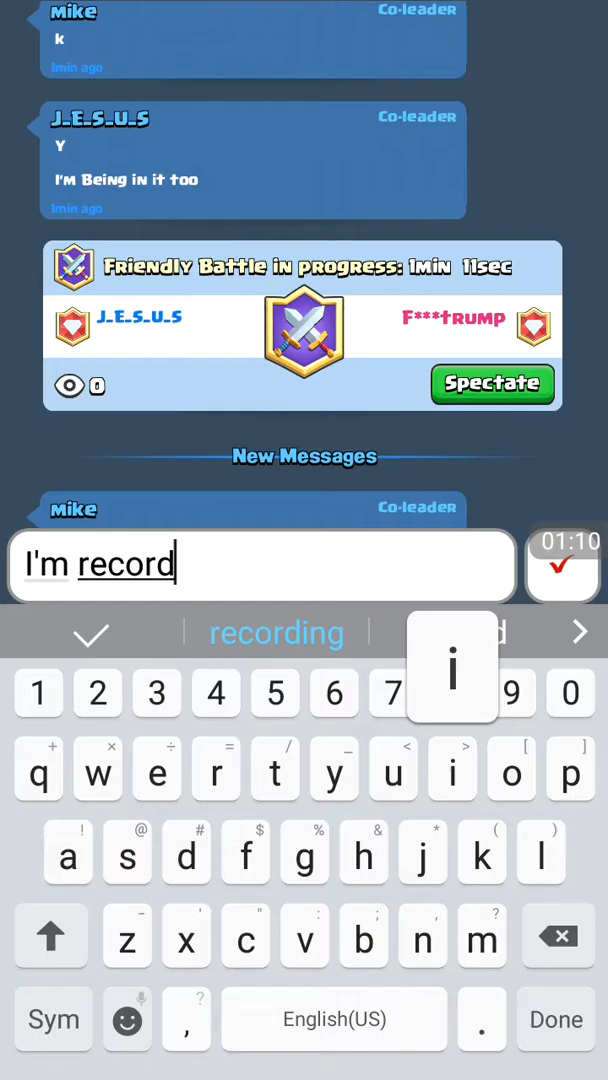 Mike
Co-leader
k
1min ago
J_E_S_U_S
Co-leader
Y
I'm Being in it too
1min ago
Friendly Battle in progress: 1min 11sec
J_E_S_U_S
F***trump
0
Spectate
New Messages
Mike
Co-leader
I'm record
01:10
recording
i
1 2 3 4 5 6 7 9 0
+ × ÷ = / _ < > [ ]
q w e r t y u i o p
! @ # $ % ^ & * ( )
a s d f g h j k l
- ' " : ; , ?
z x c v b n m
Sym , ? English(US) . Done